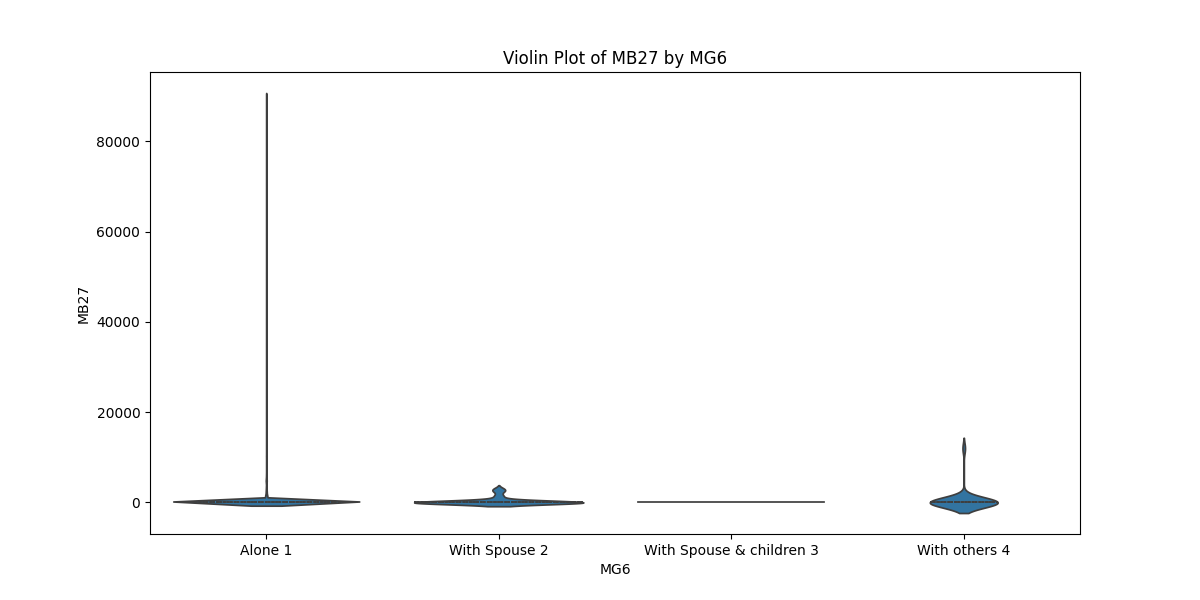 Violin Plot of MB27 by MG6
MB27
80000
60000
40000
20000
0
Alone 1
With Spouse 2
With Spouse & children 3
With others 4
MG6